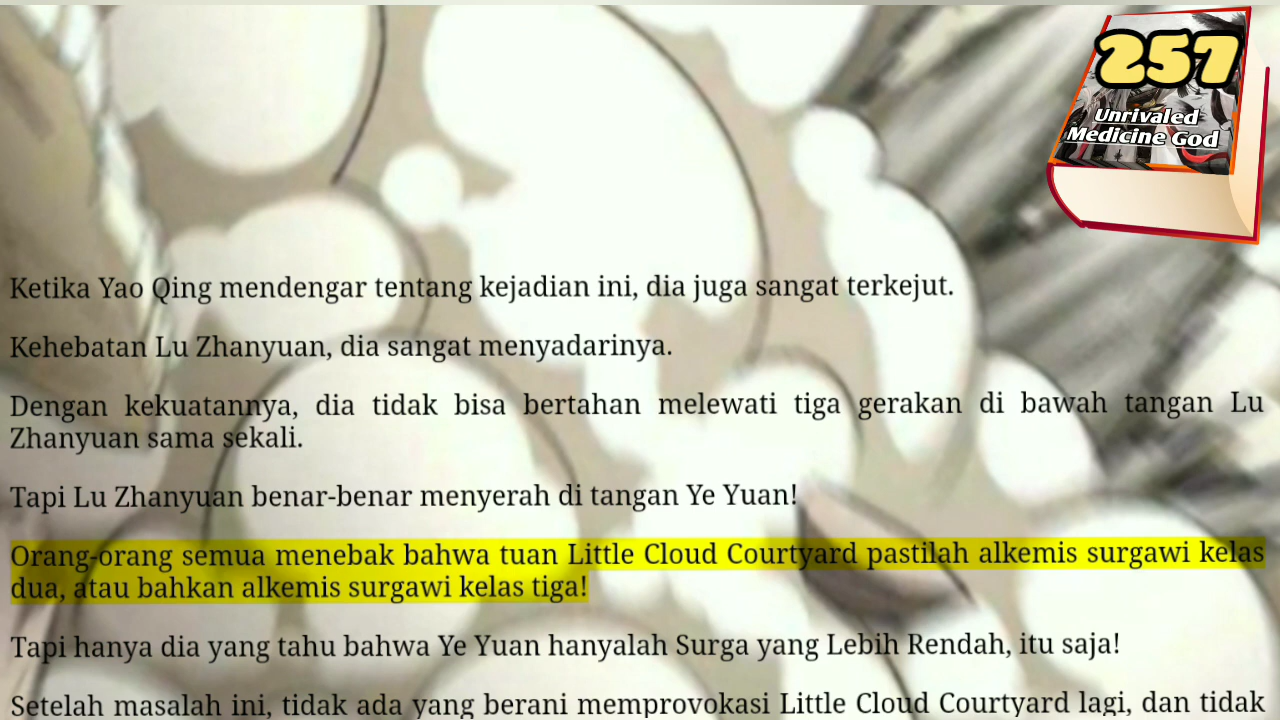 257
Unrivaled
Medicine God
Ketika Yao Qing mendengar tentang kejadian ini, dia juga sangat terkejut.
Kehebatan Lu Zhanyuan, dia sangat menyadarinya.
Dengan kekuatannya, dia tidak bisa bertahan melewati tiga gerakan di bawah tangan Lu
Zhanyuan sama sekali.
Tapi Lu Zhanyuan benar-benar menyerah di tangan Ye Yuan!
Orang-orang semua menebak bahwa tuan Little Cloud Courtyard pastilah alkemis surgawi kelas
dua, atau bahkan alkemis surgawi kelas tiga!
Tapi hanya dia yang tahu bahwa Ye Yuan hanyalah Surga yang Lebih Rendah, itu saja!
Setelah masalah ini, tidak ada yang berani memprovokasi Little Cloud Courtyard lagi, dan tidak